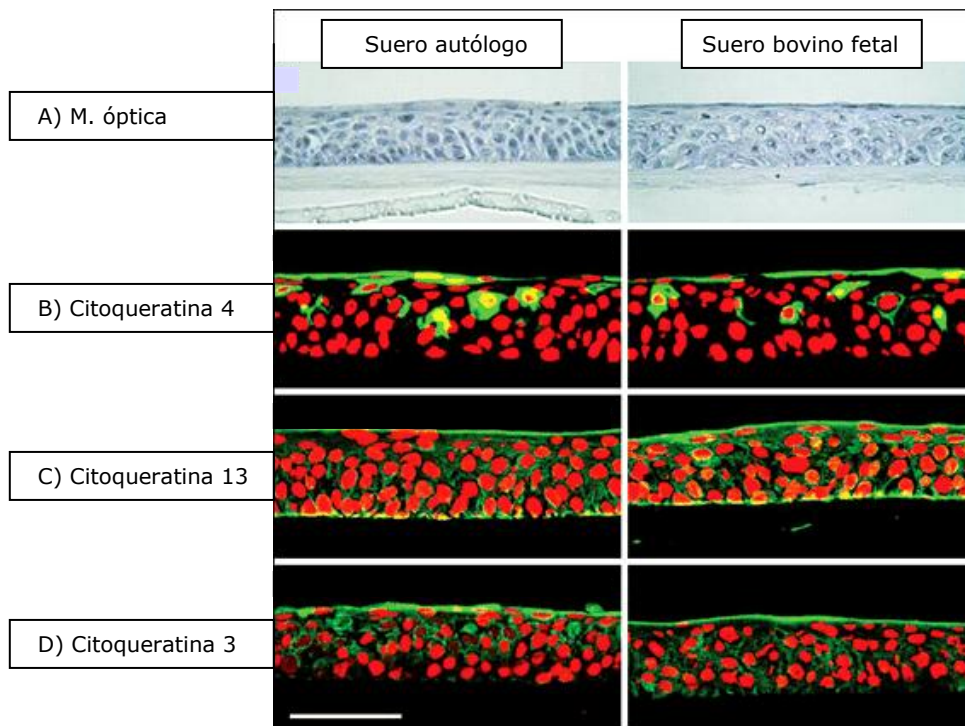 Suero autólogo
Suero bovino fetal
A) M. óptica
B) Citoqueratina 4
C) Citoqueratina 13
D) Citoqueratina 3